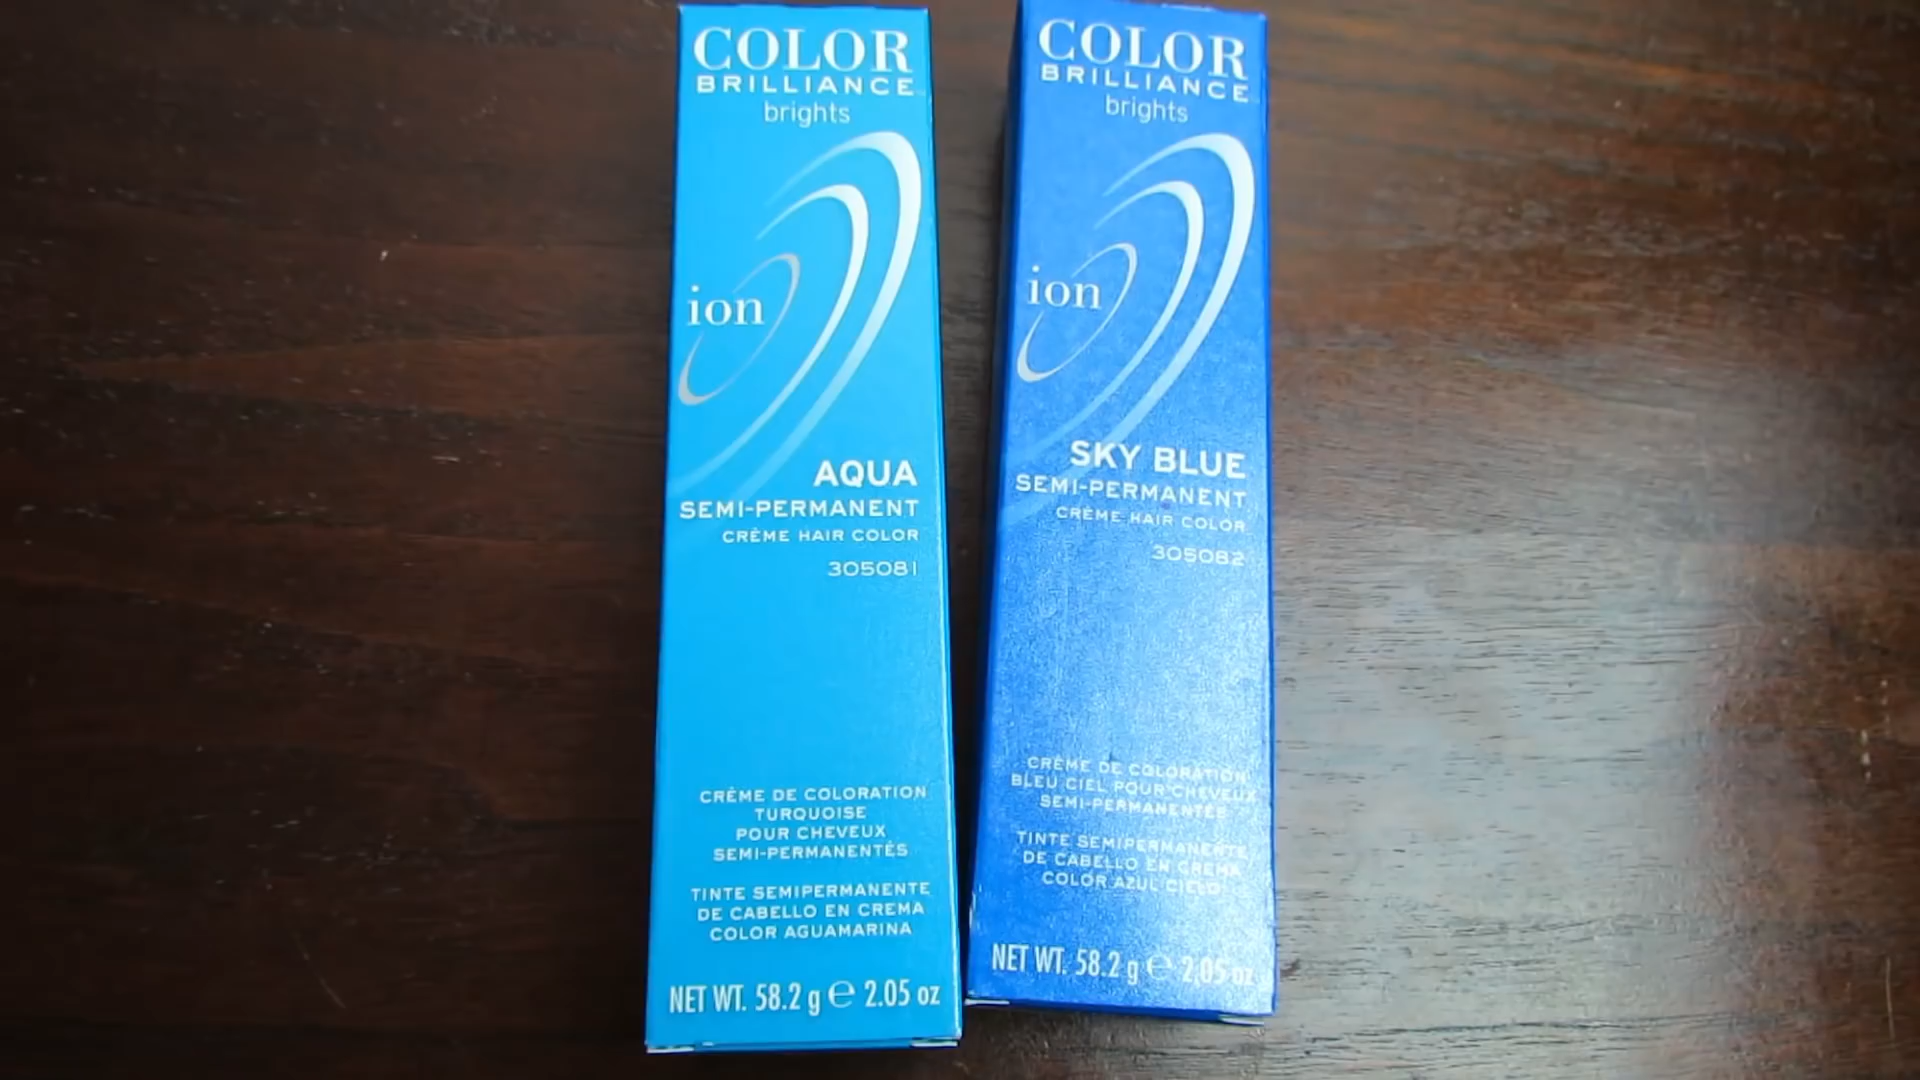 COLOR
BRILLIANCE
brights
ion
AQUA
SEMI-PERMANENT
CRÈME HAIR COLOR
305081
CRÈME DE COLORATION
TURQUOISE
POUR CHEVEUX
SEMI-PERMANENTÉS
TINTE SEMIPERMANENTE
DE CABELLO EN CREMA
COLOR AGUAMARINA
NET WT. 58.2 g ℮ 2.05 oz
COLOR
BRILLIANCE
brights
ion
SKY BLUE
SEMI-PERMANENT
CRÈME HAIR COLOR
305082
CRÈME DE COLORATION
BLEU CIEL POUR CHEVEUX
SEMI-PERMANENTÉS
TINTE SEMIPERMANENTE
DE CABELLO EN CREMA
COLOR AZUL CIELO
NET WT. 58.2 g ℮ 2.05 oz